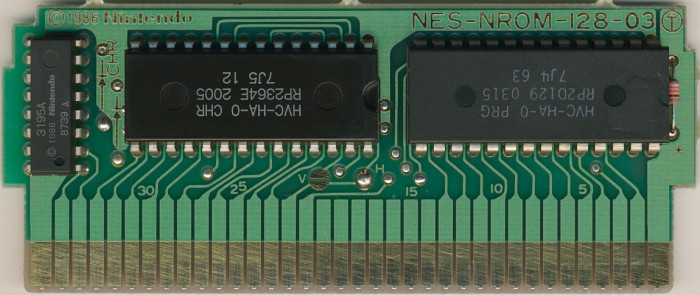 ©1986 Nintendo
NES-NROM-128-03 T
CHR
3195A
© 1986 Nintendo
8739 A
HVC-HA-0 CHR
RP2364E 2005
7J5 12
HVC-HA-0 PRG
RP20129 0315
7J4 63
+
V H
30 25 15 10 5